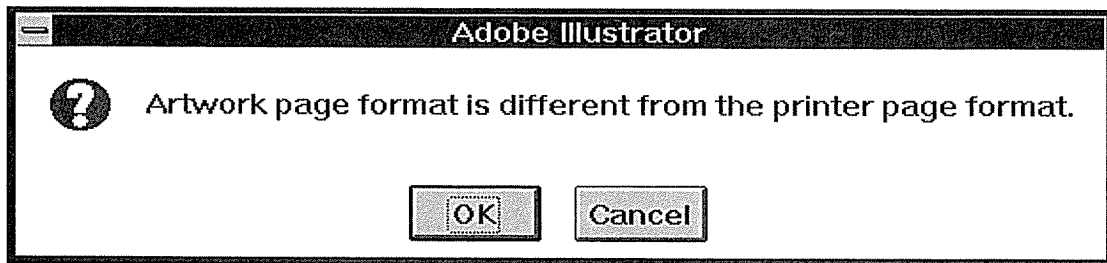 Adobe Illustrator
Artwork page format is different from the printer page format.
OK Cancel